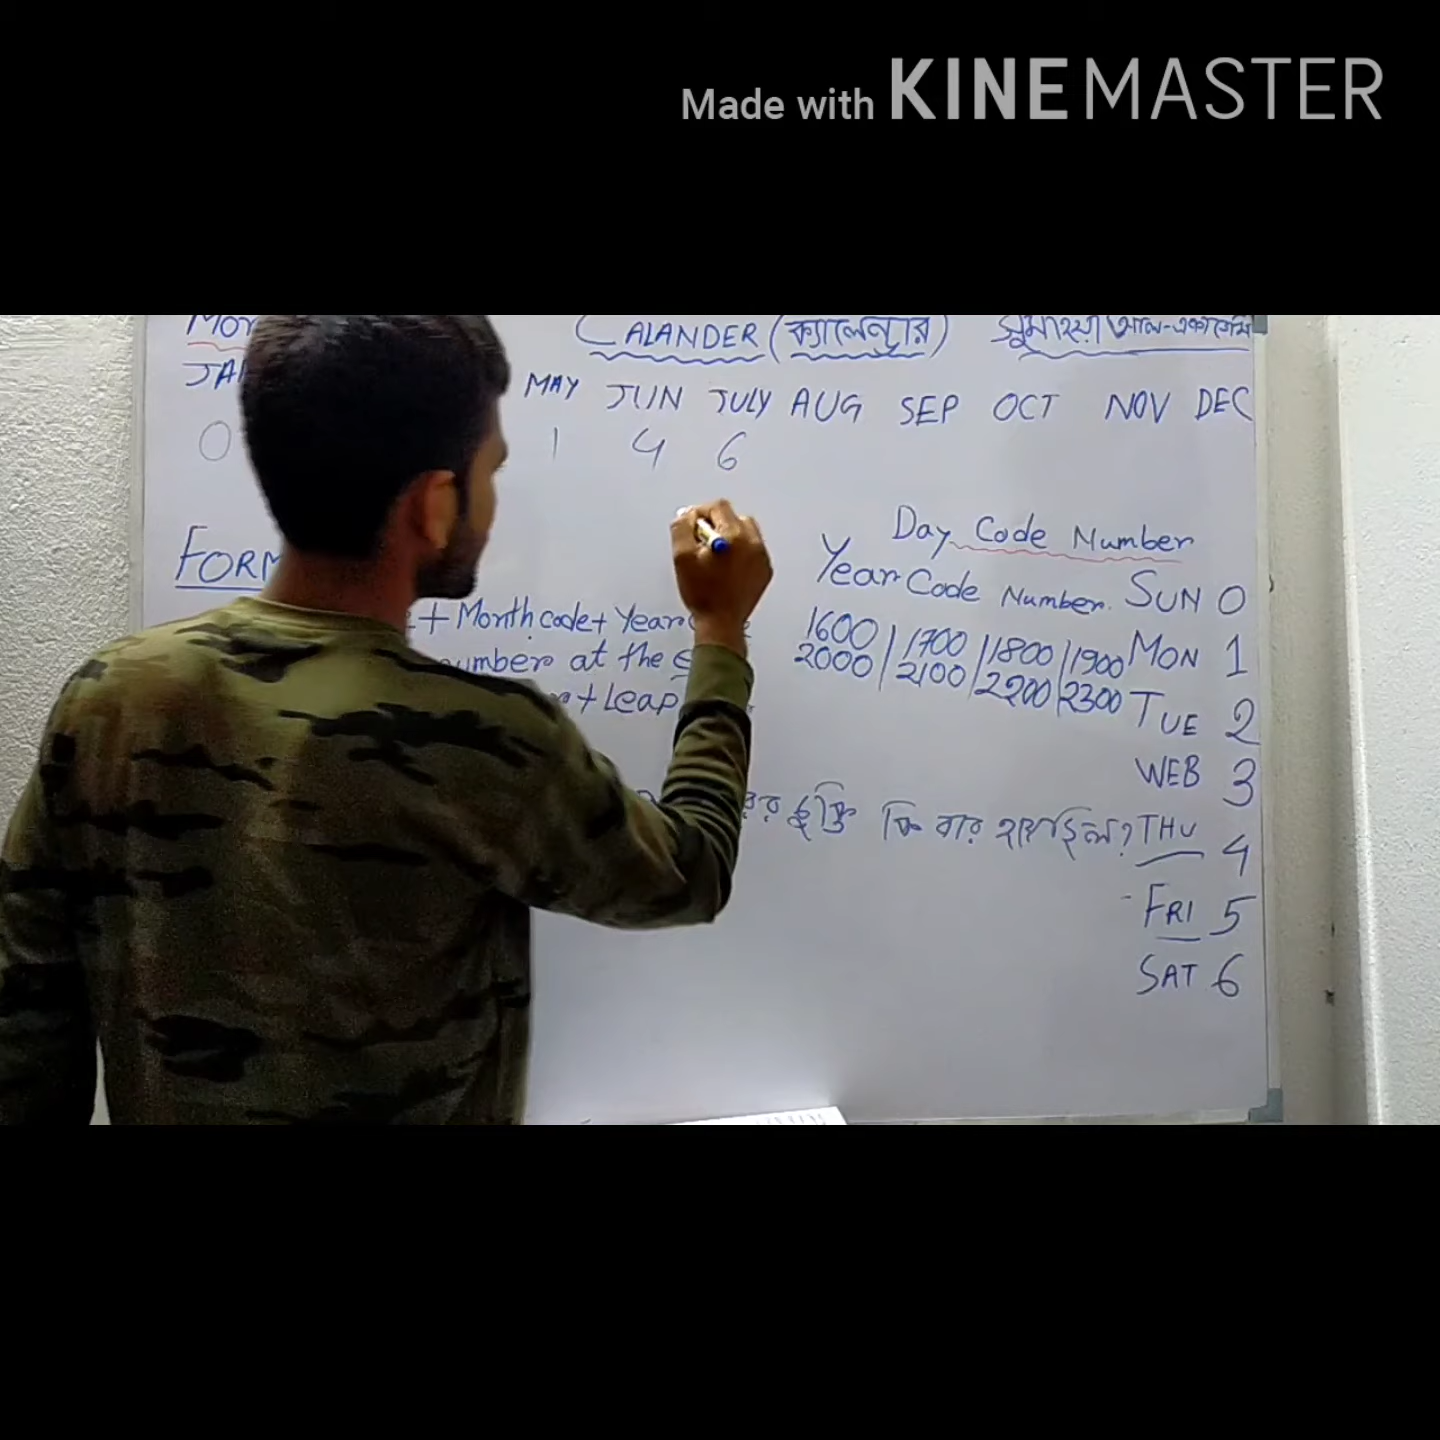 Made with KINEMASTER
CALANDER (ক্যালেন্ডার)
MAY JUN JULY AUG SEP OCT NOV DEC
0 1 4 6
Day Code Number
Year Code Number.
SUN 0
+ Month code + Year
1600 | 1700 | 1800 | 1900
2000 | 2100 | 2200 | 2300
MON 1
at the
TUE 2
+ Leap
WEB 3
কি বার হয়েছিল?
THU 4
FRI 5
SAT 6